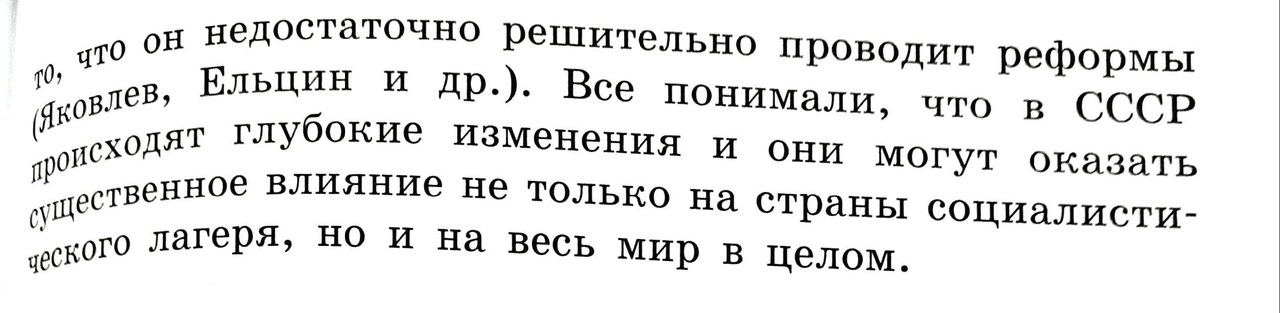 то, что он недостаточно решительно проводит реформы
(Яковлев, Ельцин и др.). Все понимали, что в СССР
происходят глубокие изменения и они могут оказать
существенное влияние не только на страны социалисти-
ческого лагеря, но и на весь мир в целом.